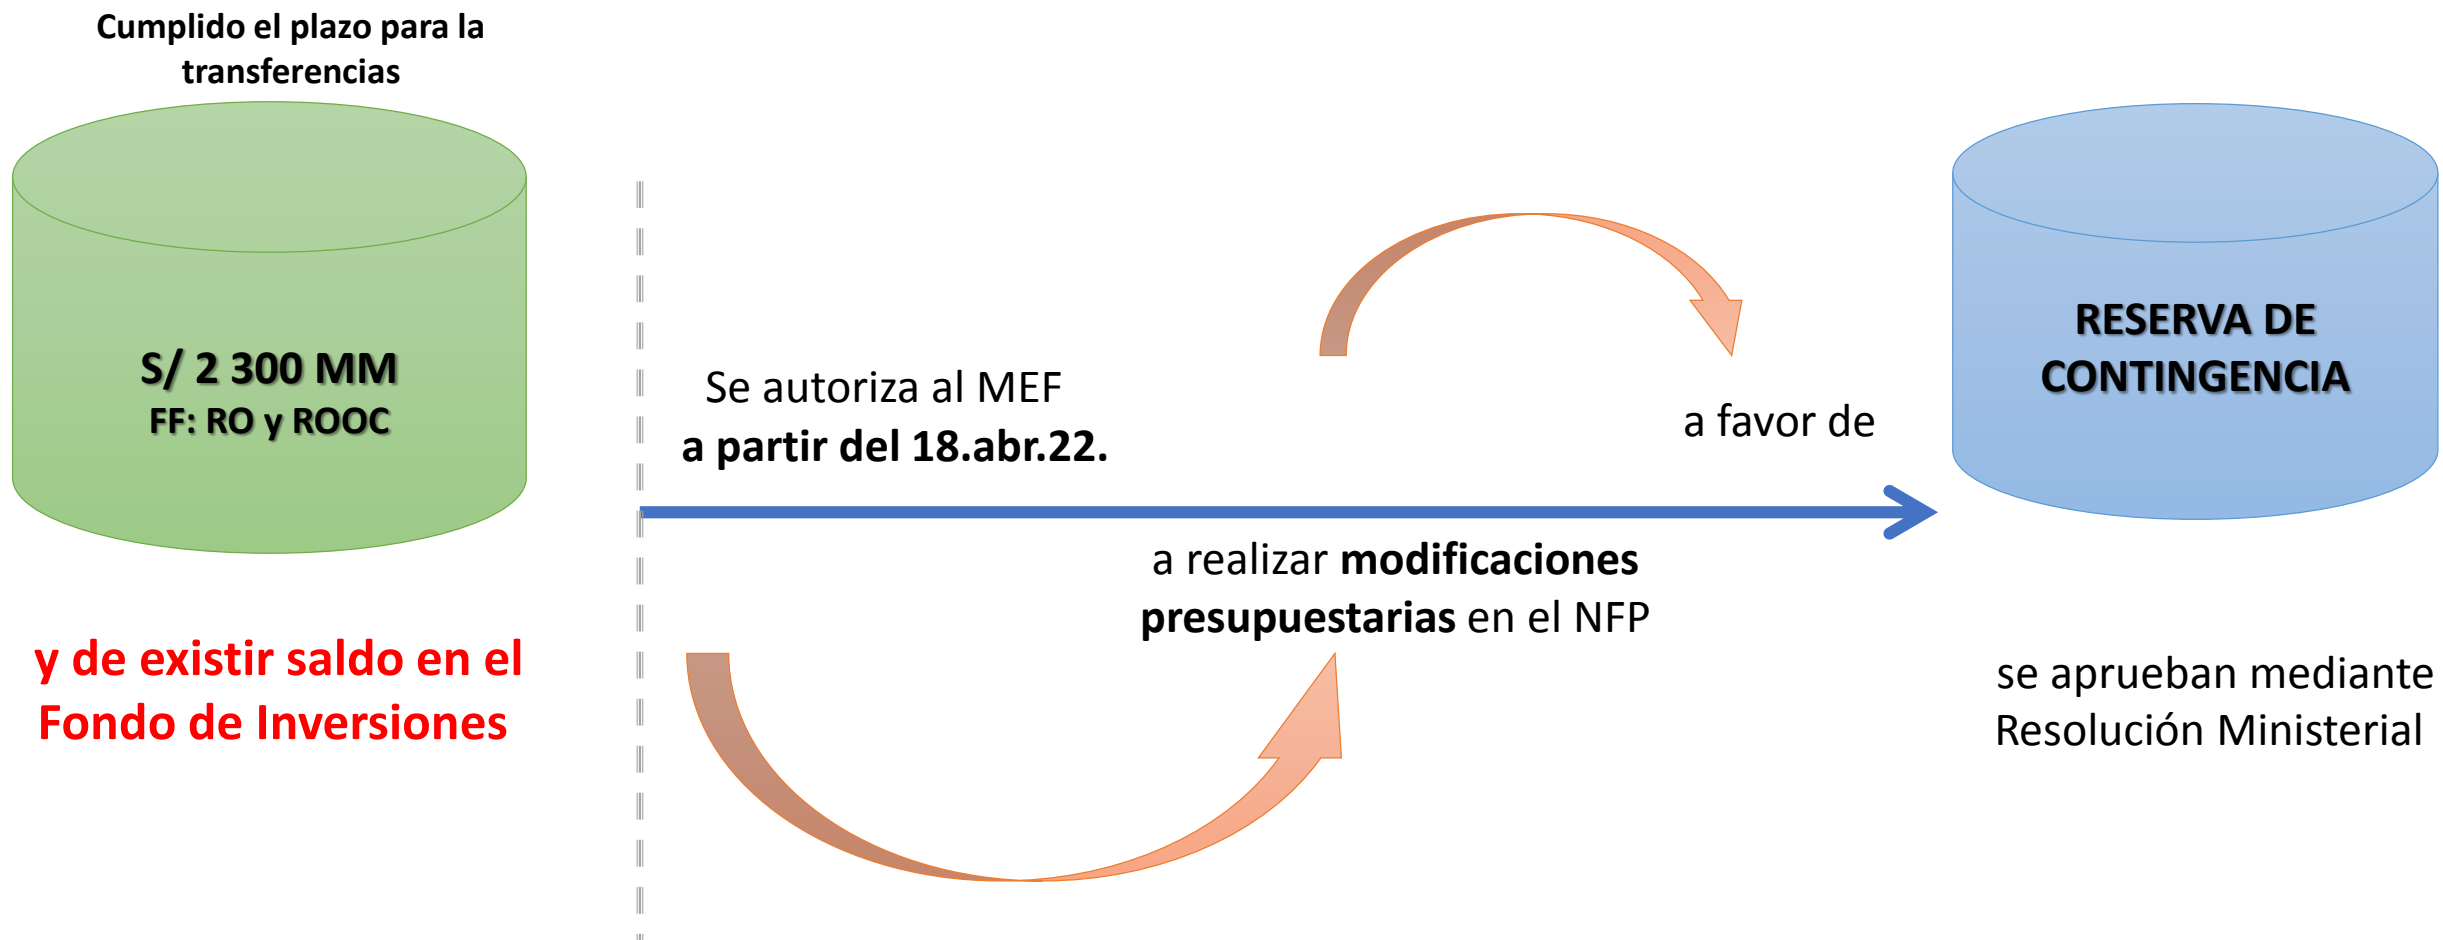 Cumplido el plazo para la
transferencias
S/ 2 300 MM
FF: RO y ROOC
y de existir saldo en el
Fondo de Inversiones
Se autoriza al MEF
a partir del 18.abr.22.
a realizar modificaciones
presupuestarias en el NFP
a favor de
RESERVA DE
CONTINGENCIA
se aprueban mediante
Resolución Ministerial